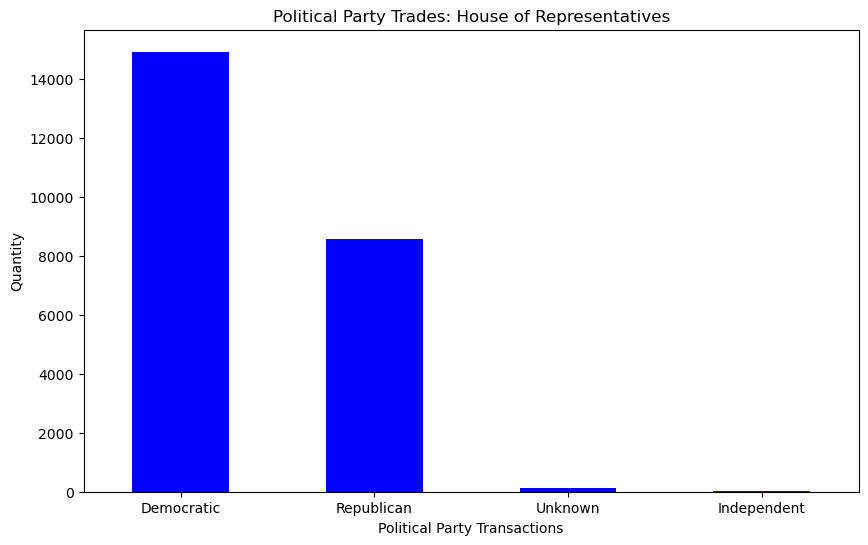 Political Party Trades: House of Representatives
14000
12000
10000
8000
6000
4000
2000
0
Quantity
Democratic Republican Unknown Independent
Political Party Transactions